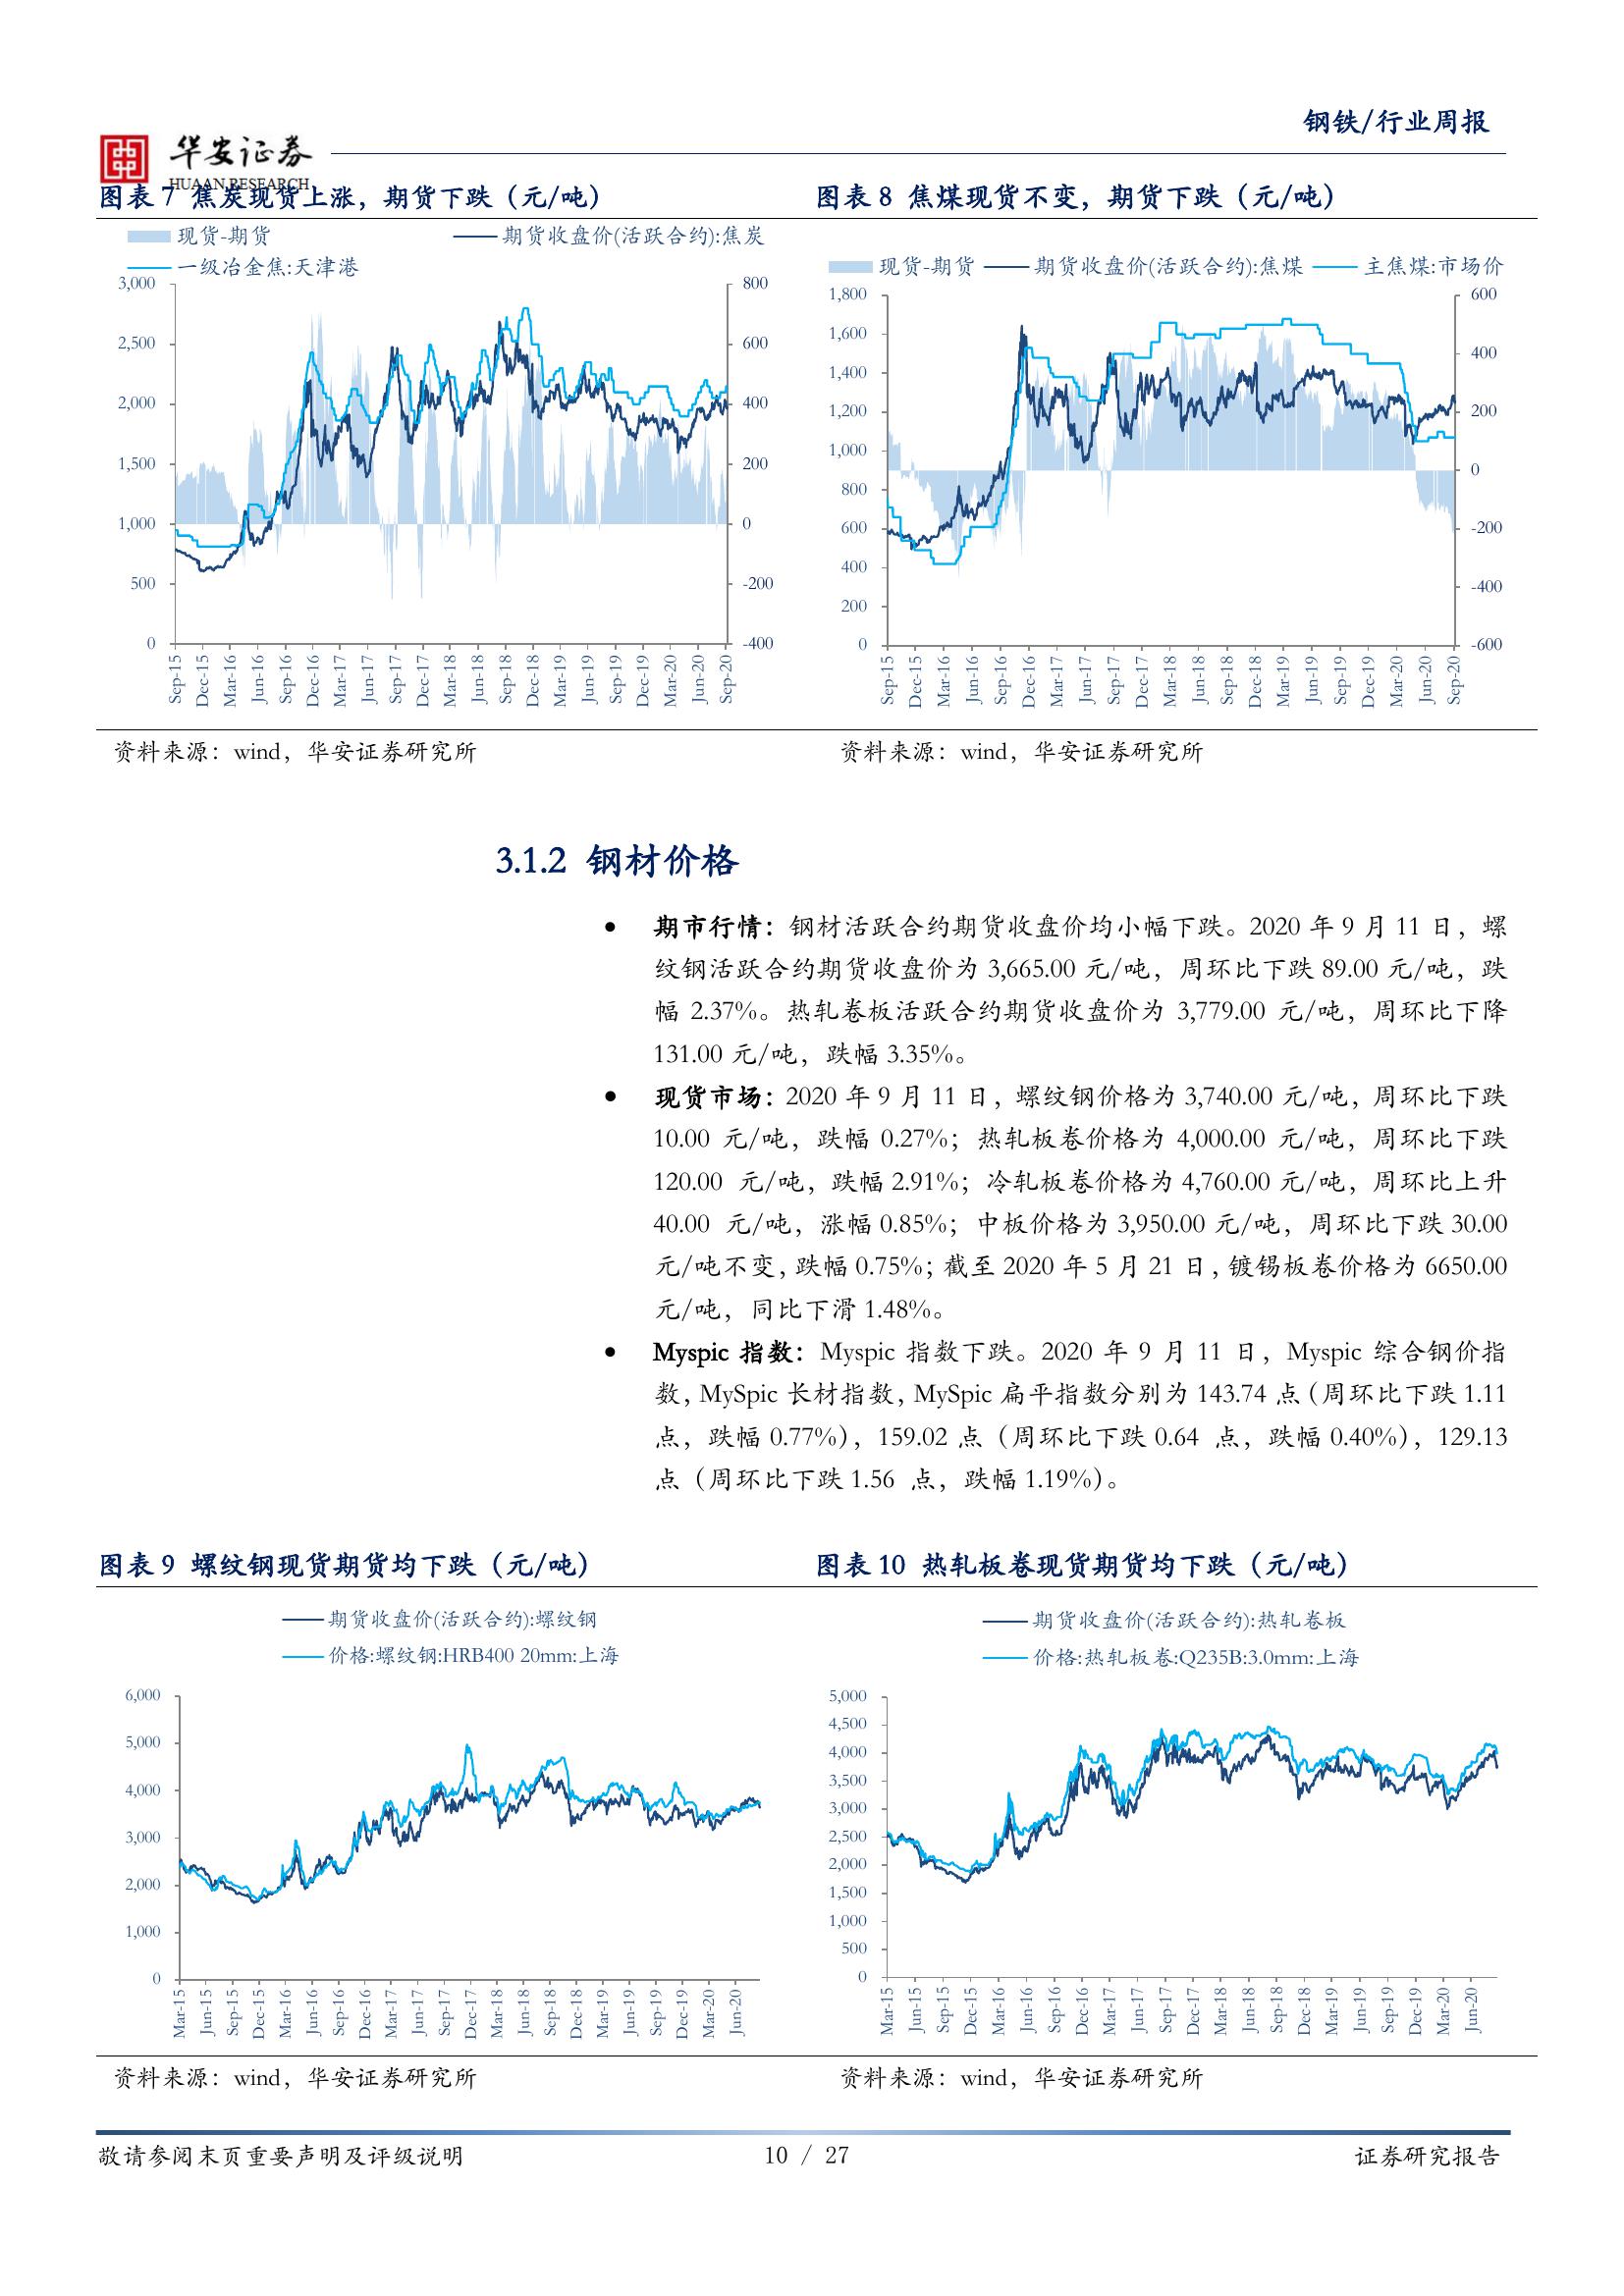 钢铁/行业周报
华安证券
HUAAN RESEARCH
图表 7 焦炭现货上涨，期货下跌（元/吨）
现货-期货
期货收盘价(活跃合约):焦炭
一级冶金焦:天津港
3,000
2,500
2,000
1,500
1,000
500
0
800
600
400
200
0
-200
-400
Sep-15
Dec-15
Mar-16
Jun-16
Sep-16
Dec-16
Mar-17
Jun-17
Sep-17
Dec-17
Mar-18
Jun-18
Sep-18
Dec-18
Mar-19
Jun-19
Sep-19
Dec-19
Mar-20
Jun-20
Sep-20
资料来源：wind，华安证券研究所
图表 8 焦煤现货不变，期货下跌（元/吨）
现货-期货
期货收盘价(活跃合约):焦煤
主焦煤:市场价
1,800
1,600
1,400
1,200
1,000
800
600
400
200
0
600
400
200
0
-200
-400
-600
Sep-15
Dec-15
Mar-16
Jun-16
Sep-16
Dec-16
Mar-17
Jun-17
Sep-17
Dec-17
Mar-18
Jun-18
Sep-18
Dec-18
Mar-19
Jun-19
Sep-19
Dec-19
Mar-20
Jun-20
Sep-20
资料来源：wind，华安证券研究所
3.1.2 钢材价格
• 期市行情：钢材活跃合约期货收盘价均小幅下跌。2020 年 9 月 11 日，螺
纹钢活跃合约期货收盘价为 3,665.00 元/吨，周环比下跌 89.00 元/吨，跌
幅 2.37%。热轧卷板活跃合约期货收盘价为 3,779.00 元/吨，周环比下降
131.00 元/吨，跌幅 3.35%。
• 现货市场：2020 年 9 月 11 日，螺纹钢价格为 3,740.00 元/吨，周环比下跌
10.00 元/吨，跌幅 0.27%；热轧板卷价格为 4,000.00 元/吨，周环比下跌
120.00 元/吨，跌幅 2.91%；冷轧板卷价格为 4,760.00 元/吨，周环比上升
40.00 元/吨，涨幅 0.85%；中板价格为 3,950.00 元/吨，周环比下跌 30.00
元/吨不变，跌幅 0.75%；截至 2020 年 5 月 21 日，镀锡板卷价格为 6650.00
元/吨，同比下滑 1.48%。
• Myspic 指数：Myspic 指数下跌。2020 年 9 月 11 日，Myspic 综合钢价指
数，MySpic 长材指数，MySpic 扁平指数分别为 143.74 点（周环比下跌 1.11
点，跌幅 0.77%），159.02 点（周环比下跌 0.64 点，跌幅 0.40%），129.13
点（周环比下跌 1.56 点，跌幅 1.19%）。
图表 9 螺纹钢现货期货均下跌（元/吨）
期货收盘价(活跃合约):螺纹钢
价格:螺纹钢:HRB400 20mm:上海
6,000
5,000
4,000
3,000
2,000
1,000
0
Mar-15
Jun-15
Sep-15
Dec-15
Mar-16
Jun-16
Sep-16
Dec-16
Mar-17
Jun-17
Sep-17
Dec-17
Mar-18
Jun-18
Sep-18
Dec-18
Mar-19
Jun-19
Sep-19
Dec-19
Mar-20
Jun-20
资料来源：wind，华安证券研究所
图表 10 热轧板卷现货期货均下跌（元/吨）
期货收盘价(活跃合约):热轧卷板
价格:热轧板卷:Q235B:3.0mm:上海
5,000
4,500
4,000
3,500
3,000
2,500
2,000
1,500
1,000
500
0
Mar-15
Jun-15
Sep-15
Dec-15
Mar-16
Jun-16
Sep-16
Dec-16
Mar-17
Jun-17
Sep-17
Dec-17
Mar-18
Jun-18
Sep-18
Dec-18
Mar-19
Jun-19
Sep-19
Dec-19
Mar-20
Jun-20
资料来源：wind，华安证券研究所
敬请参阅末页重要声明及评级说明
10 / 27
证券研究报告